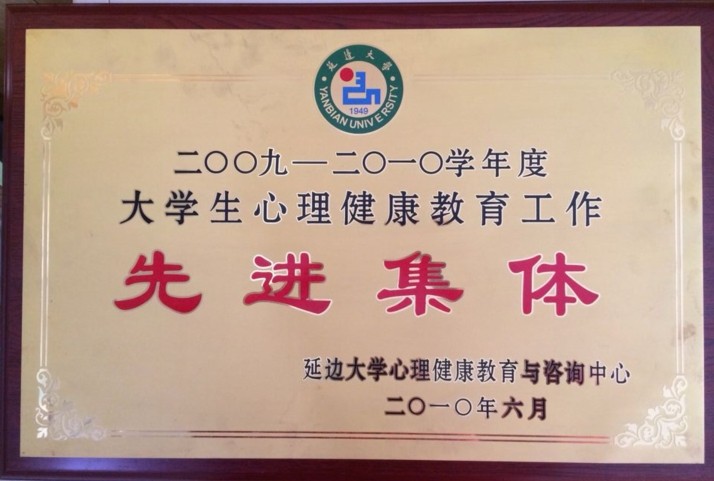 延边大学
YANBIAN UNIVERSITY
1949
二〇〇九—二〇一〇学年度
大学生心理健康教育工作
先进集体
延边大学心理健康教育与咨询中心
二〇一〇年六月